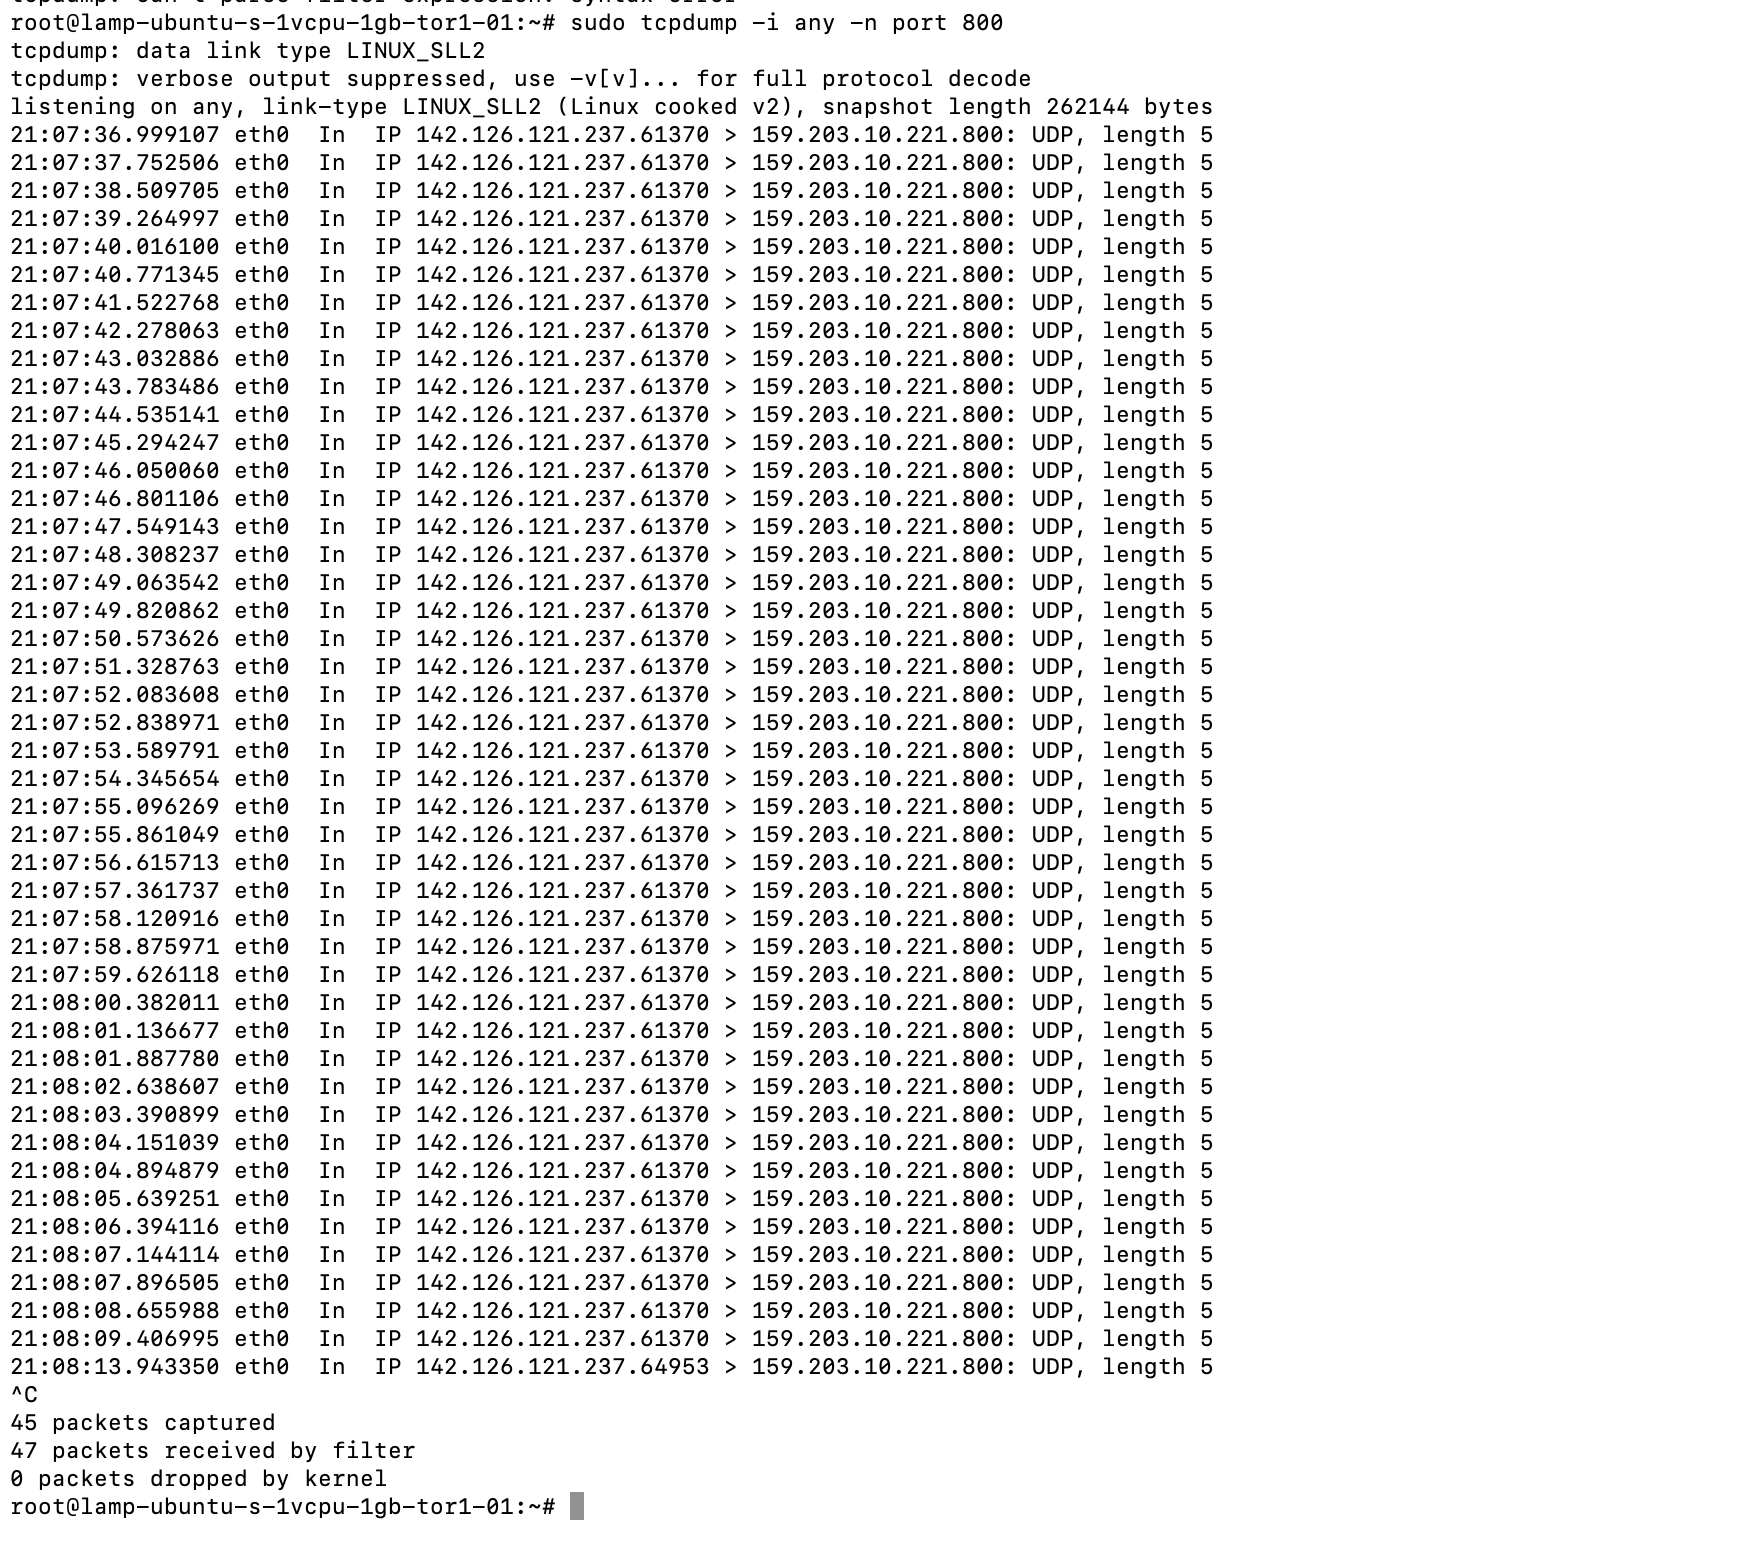 tcpdump: can't parse filter expression: syntax error
root@lamp-ubuntu-s-1vcpu-1gb-tor1-01:~# sudo tcpdump -i any -n port 800
tcpdump: data link type LINUX_SLL2
tcpdump: verbose output suppressed, use -v[v]... for full protocol decode
listening on any, link-type LINUX_SLL2 (Linux cooked v2), snapshot length 262144 bytes
21:07:36.999107 eth0  In  IP 142.126.121.237.61370 > 159.203.10.221.800: UDP, length 5
21:07:37.752506 eth0  In  IP 142.126.121.237.61370 > 159.203.10.221.800: UDP, length 5
21:07:38.509705 eth0  In  IP 142.126.121.237.61370 > 159.203.10.221.800: UDP, length 5
21:07:39.264997 eth0  In  IP 142.126.121.237.61370 > 159.203.10.221.800: UDP, length 5
21:07:40.016100 eth0  In  IP 142.126.121.237.61370 > 159.203.10.221.800: UDP, length 5
21:07:40.771345 eth0  In  IP 142.126.121.237.61370 > 159.203.10.221.800: UDP, length 5
21:07:41.522768 eth0  In  IP 142.126.121.237.61370 > 159.203.10.221.800: UDP, length 5
21:07:42.278063 eth0  In  IP 142.126.121.237.61370 > 159.203.10.221.800: UDP, length 5
21:07:43.032886 eth0  In  IP 142.126.121.237.61370 > 159.203.10.221.800: UDP, length 5
21:07:43.783486 eth0  In  IP 142.126.121.237.61370 > 159.203.10.221.800: UDP, length 5
21:07:44.535141 eth0  In  IP 142.126.121.237.61370 > 159.203.10.221.800: UDP, length 5
21:07:45.294247 eth0  In  IP 142.126.121.237.61370 > 159.203.10.221.800: UDP, length 5
21:07:46.050060 eth0  In  IP 142.126.121.237.61370 > 159.203.10.221.800: UDP, length 5
21:07:46.801106 eth0  In  IP 142.126.121.237.61370 > 159.203.10.221.800: UDP, length 5
21:07:47.549143 eth0  In  IP 142.126.121.237.61370 > 159.203.10.221.800: UDP, length 5
21:07:48.308237 eth0  In  IP 142.126.121.237.61370 > 159.203.10.221.800: UDP, length 5
21:07:49.063542 eth0  In  IP 142.126.121.237.61370 > 159.203.10.221.800: UDP, length 5
21:07:49.820862 eth0  In  IP 142.126.121.237.61370 > 159.203.10.221.800: UDP, length 5
21:07:50.573626 eth0  In  IP 142.126.121.237.61370 > 159.203.10.221.800: UDP, length 5
21:07:51.328763 eth0  In  IP 142.126.121.237.61370 > 159.203.10.221.800: UDP, length 5
21:07:52.083608 eth0  In  IP 142.126.121.237.61370 > 159.203.10.221.800: UDP, length 5
21:07:52.838971 eth0  In  IP 142.126.121.237.61370 > 159.203.10.221.800: UDP, length 5
21:07:53.589791 eth0  In  IP 142.126.121.237.61370 > 159.203.10.221.800: UDP, length 5
21:07:54.345654 eth0  In  IP 142.126.121.237.61370 > 159.203.10.221.800: UDP, length 5
21:07:55.096269 eth0  In  IP 142.126.121.237.61370 > 159.203.10.221.800: UDP, length 5
21:07:55.861049 eth0  In  IP 142.126.121.237.61370 > 159.203.10.221.800: UDP, length 5
21:07:56.615713 eth0  In  IP 142.126.121.237.61370 > 159.203.10.221.800: UDP, length 5
21:07:57.361737 eth0  In  IP 142.126.121.237.61370 > 159.203.10.221.800: UDP, length 5
21:07:58.120916 eth0  In  IP 142.126.121.237.61370 > 159.203.10.221.800: UDP, length 5
21:07:58.875971 eth0  In  IP 142.126.121.237.61370 > 159.203.10.221.800: UDP, length 5
21:07:59.626118 eth0  In  IP 142.126.121.237.61370 > 159.203.10.221.800: UDP, length 5
21:08:00.382011 eth0  In  IP 142.126.121.237.61370 > 159.203.10.221.800: UDP, length 5
21:08:01.136677 eth0  In  IP 142.126.121.237.61370 > 159.203.10.221.800: UDP, length 5
21:08:01.887780 eth0  In  IP 142.126.121.237.61370 > 159.203.10.221.800: UDP, length 5
21:08:02.638607 eth0  In  IP 142.126.121.237.61370 > 159.203.10.221.800: UDP, length 5
21:08:03.390899 eth0  In  IP 142.126.121.237.61370 > 159.203.10.221.800: UDP, length 5
21:08:04.151039 eth0  In  IP 142.126.121.237.61370 > 159.203.10.221.800: UDP, length 5
21:08:04.894879 eth0  In  IP 142.126.121.237.61370 > 159.203.10.221.800: UDP, length 5
21:08:05.639251 eth0  In  IP 142.126.121.237.61370 > 159.203.10.221.800: UDP, length 5
21:08:06.394116 eth0  In  IP 142.126.121.237.61370 > 159.203.10.221.800: UDP, length 5
21:08:07.144114 eth0  In  IP 142.126.121.237.61370 > 159.203.10.221.800: UDP, length 5
21:08:07.896505 eth0  In  IP 142.126.121.237.61370 > 159.203.10.221.800: UDP, length 5
21:08:08.655988 eth0  In  IP 142.126.121.237.61370 > 159.203.10.221.800: UDP, length 5
21:08:09.406995 eth0  In  IP 142.126.121.237.61370 > 159.203.10.221.800: UDP, length 5
21:08:13.943350 eth0  In  IP 142.126.121.237.64953 > 159.203.10.221.800: UDP, length 5
^C
45 packets captured
47 packets received by filter
0 packets dropped by kernel
root@lamp-ubuntu-s-1vcpu-1gb-tor1-01:~#